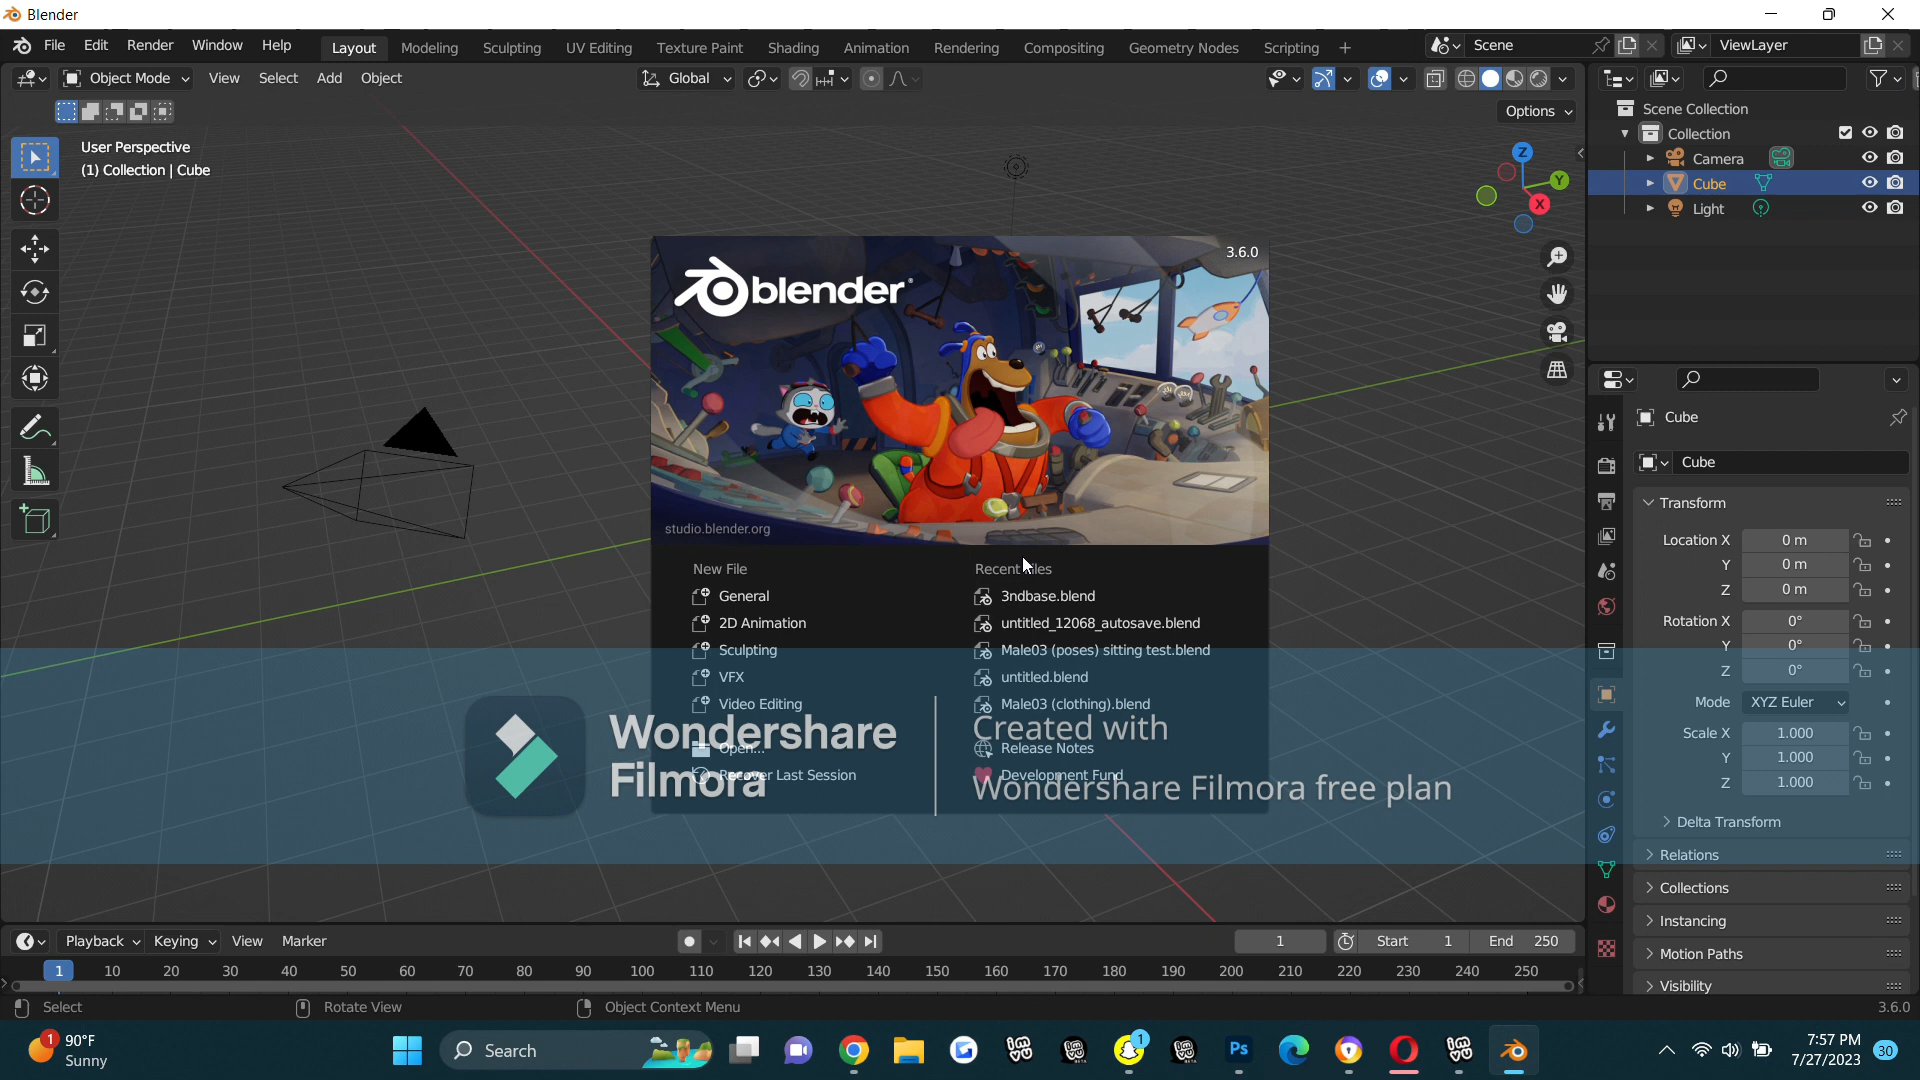 Blender
File Edit Render Window Help Layout Modeling Sculpting UV Editing Texture Paint Shading Animation Rendering Compositing Geometry Nodes Scripting + Scene ViewLayer
Object Mode View Select Add Object Global
Options
User Perspective
(1) Collection | Cube
Z
Y
X
Scene Collection
Collection
Camera
Cube
Light
3.6.0
blender
studio.blender.org
New File
General
2D Animation
Sculpting
VFX
Video Editing
Open...
Recover Last Session
Recent
3ndbase.blend
untitled_12068_autosave.blend
Male03 (poses) sitting test.blend
untitled.blend
Male03 (clothing).blend
Release Notes
Development Fund
Wondershare
Filmora
Created with
Wondershare Filmora free plan
Cube
Cube
Transform
Location X 0 m
Y 0 m
Z 0 m
Rotation X 0°
Y 0°
Z 0°
Mode XYZ Euler
Scale X 1.000
Y 1.000
Z 1.000
Delta Transform
Relations
Collections
Instancing
Motion Paths
Visibility
Playback Keying View Marker 1 Start 1 End 250
1 10 20 30 40 50 60 70 80 90 100 110 120 130 140 150 160 170 180 190 200 210 220 230 240 250
Select Rotate View Object Context Menu 3.6.0
1 90°F
Sunny
Search
1
Ps
7:57 PM
7/27/2023
30